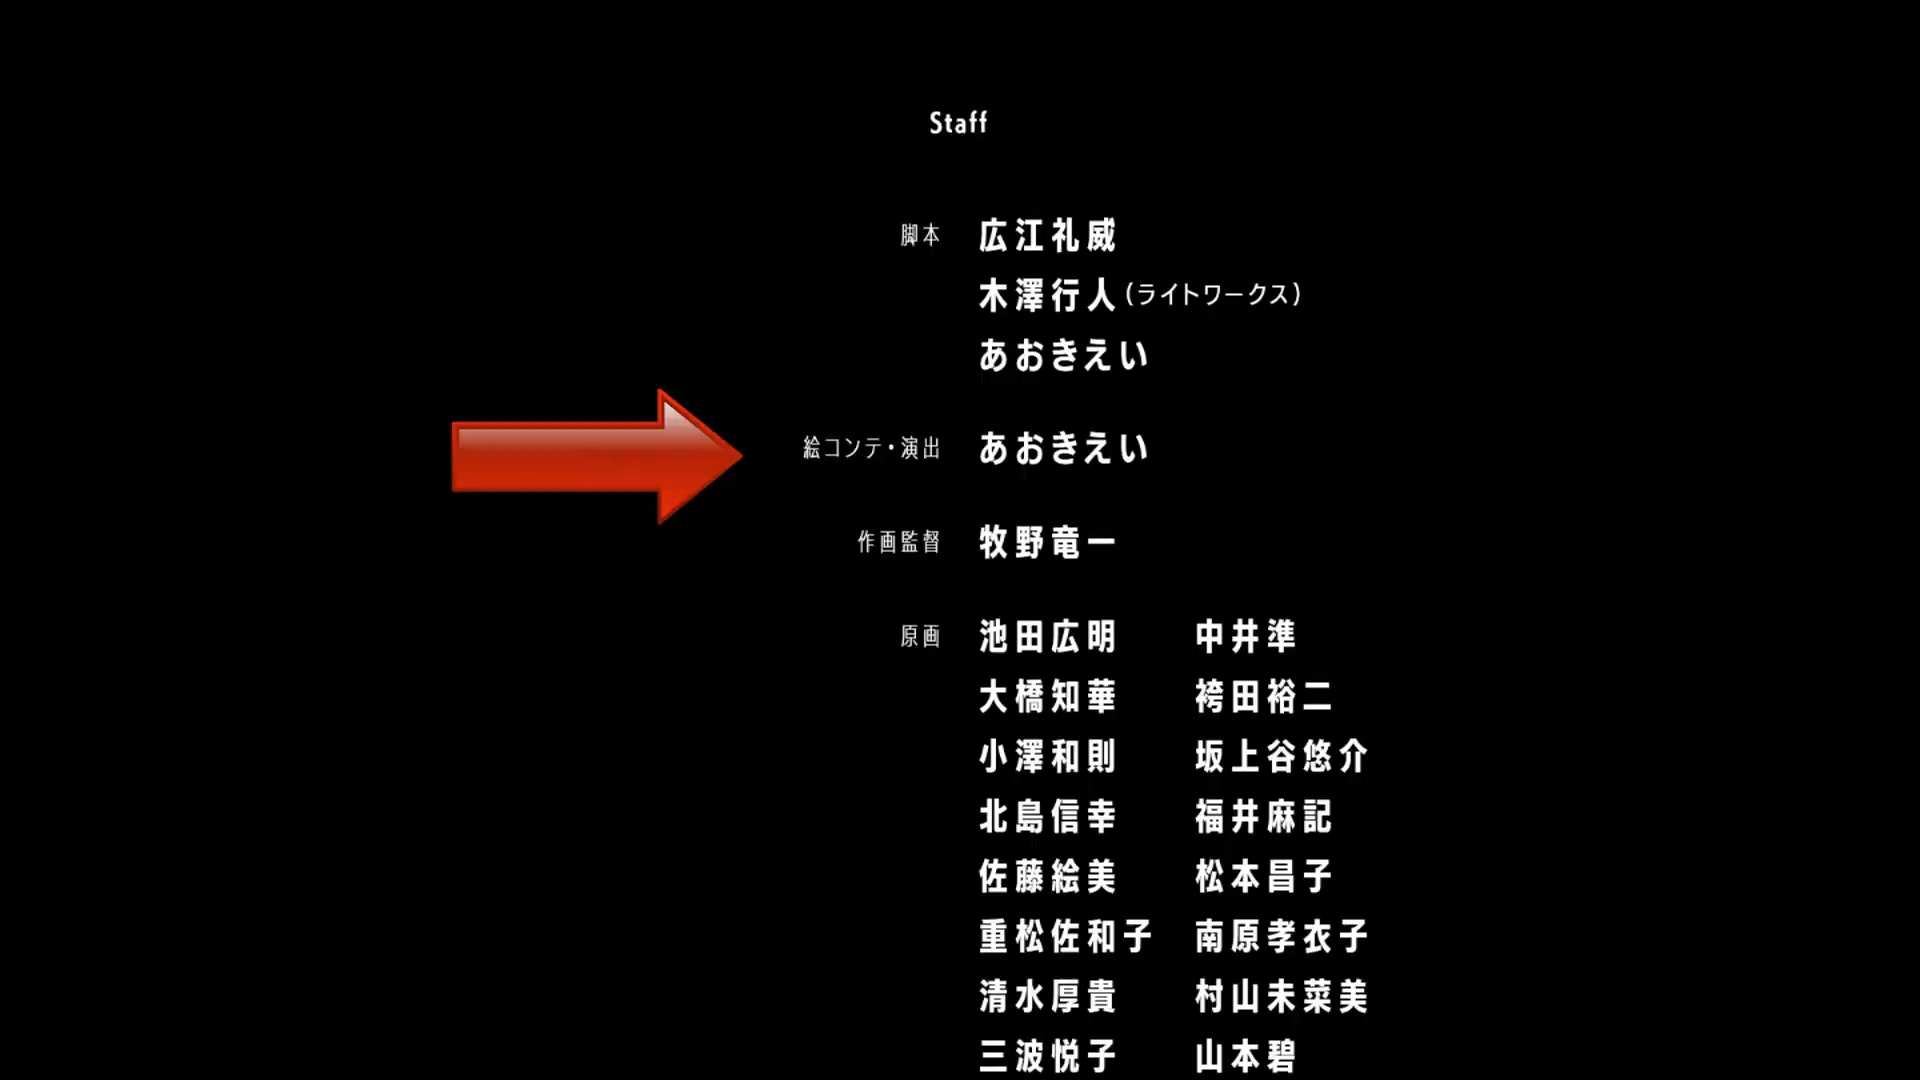 Staff
脚本 広江礼威
木澤行人(ライトワークス)
あおきえい
絵コンテ・演出 あおきえい
作画監督 牧野竜一
原画 池田広明 中井準
大橋知華 袴田裕二
小澤和則 坂上谷悠介
北島信幸 福井麻記
佐藤絵美 松本昌子
重松佐和子 南原孝衣子
清水厚貴 村山未菜美
三波悦子 山本碧